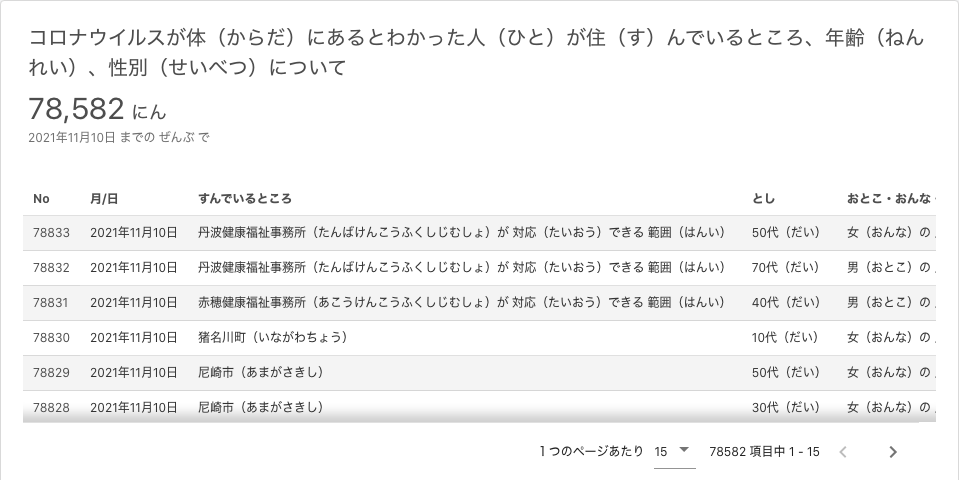 コロナウイルスが体（からだ）にあるとわかった人（ひと）が住（す）んでいるところ、年齢（ねん
れい）、性別（せいべつ）について
78,582 にん
2021年11月10日 までの ぜんぶ で
No 月/日 すんでいるところ とし おとこ・おんな
78833 2021年11月10日 丹波健康福祉事務所（たんばけんこうふくしじむしょ）が 対応（たいおう）できる 範囲（はんい） 50代（だい） 女（おんな）の
78832 2021年11月10日 丹波健康福祉事務所（たんばけんこうふくしじむしょ）が 対応（たいおう）できる 範囲（はんい） 70代（だい） 男（おとこ）の
78831 2021年11月10日 赤穂健康福祉事務所（あこうけんこうふくしじむしょ）が 対応（たいおう）できる 範囲（はんい） 40代（だい） 男（おとこ）の
78830 2021年11月10日 猪名川町（いながわちょう） 10代（だい） 女（おんな）の
78829 2021年11月10日 尼崎市（あまがさきし） 50代（だい） 女（おんな）の
78828 2021年11月10日 尼崎市（あまがさきし） 30代（だい） 女（おんな）の
1 つのページあたり 15 78582 項目中 1 - 15